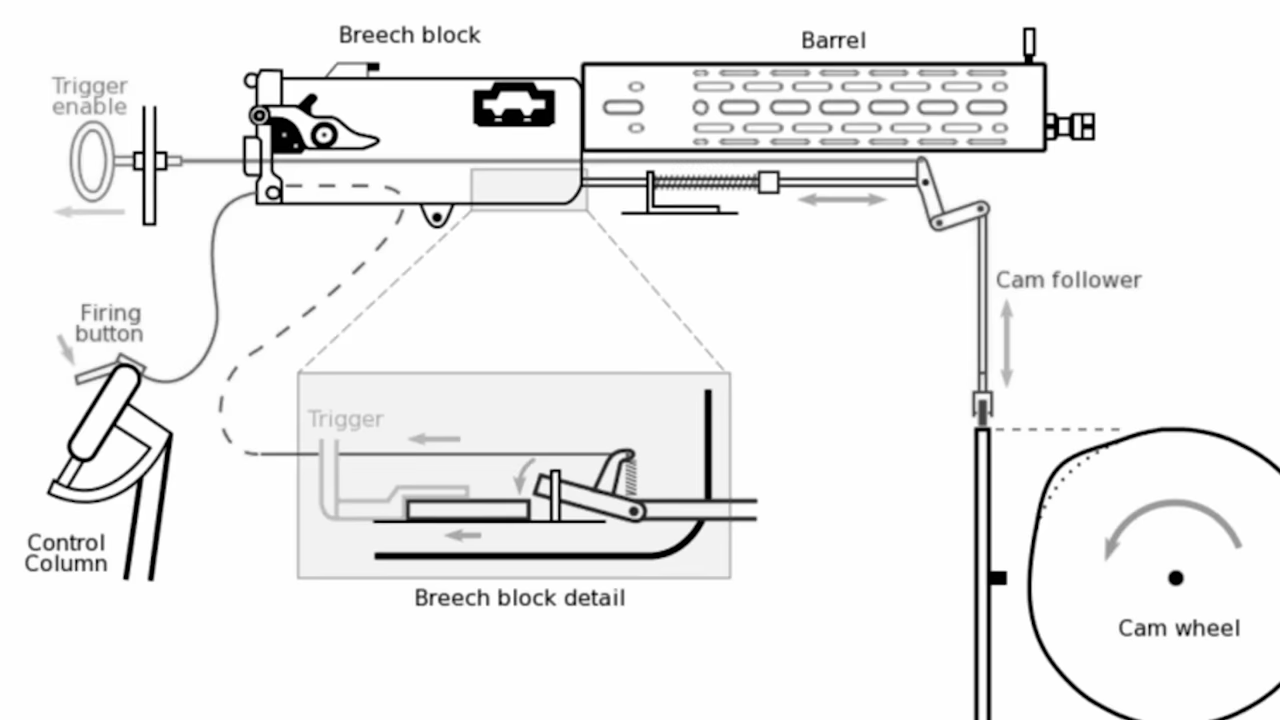 Breech block
Barrel
Trigger
enable
Cam follower
Firing
button
Trigger
Control
Column
Breech block detail
Cam wheel